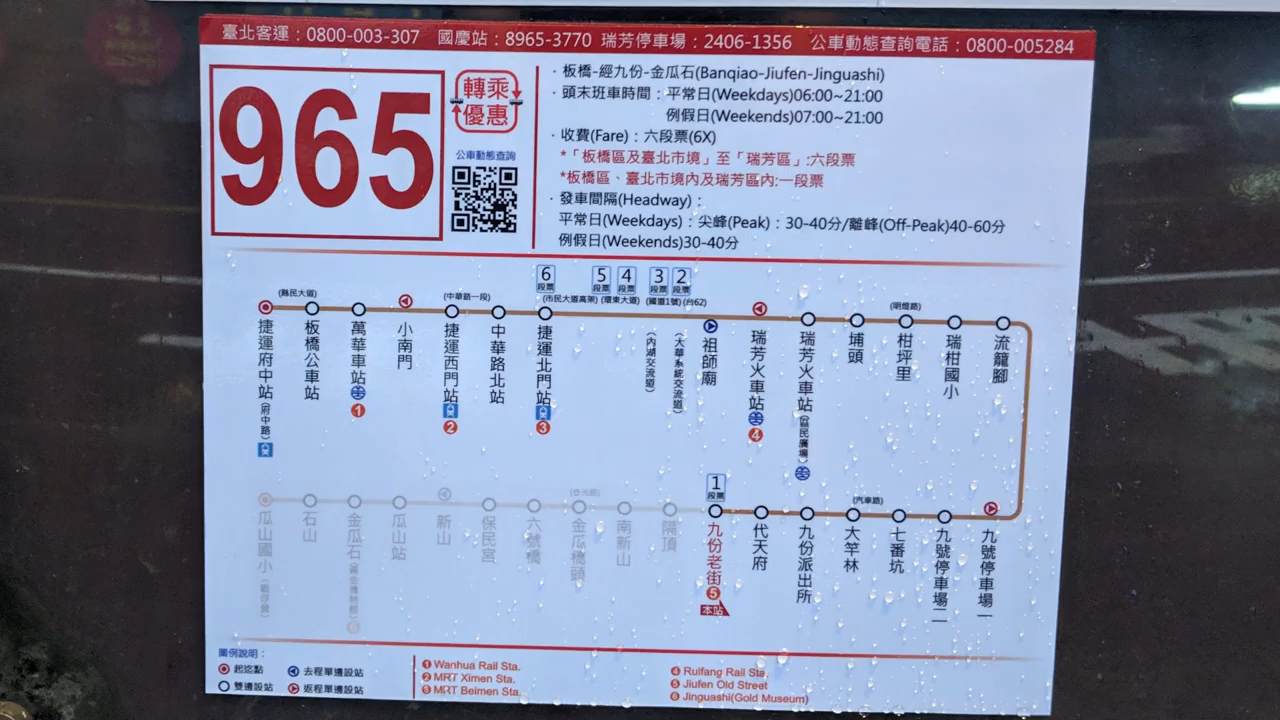 臺北客運：0800-003-307 國慶站：8965-3770 瑞芳停車場：2406-1356 公車動態查詢電話：0800-005284
965
轉乘
優惠
公車動態查詢
·板橋-經九份-金瓜石(Banqiao-Jiufen-Jinguashi)
·頭末班車時間：平常日(Weekdays)06:00~21:00
例假日(Weekends)07:00~21:00
·收費(Fare)：六段票(6X)
*「板橋區及臺北市境」至「瑞芳區」:六段票
*板橋區、臺北市境內及瑞芳區內:一段票
·發車間隔(Headway)：
平常日(Weekdays)：尖峰(Peak)：30-40分/離峰(Off-Peak)40-60分
例假日(Weekends)30-40分
6 段票
5 段票
4 段票
3 段票
2 段票
(縣民大道)
(中華路一段)
(市民大道高架)
(環東大道)
(國道1號)
(台62)
(明燈路)
捷運府中站(府中路)
板橋公車站
萬華車站 1
小南門
捷運西門站 2
中華路北站
捷運北門站 3
(內湖交流道)
(大華系統交流道)
祖師廟
瑞芳火車站 4
瑞芳火車站(區民廣場)
埔頭
柑坪里
瑞柑國小
流籠腳
1 段票
(汽車路)
瓜山國小
石山
金瓜石
瓜山站
新山
保民宮
六號橋
金瓜橋頭
南新山
隔頂
九份老街 5
本站
代天府
九份派出所
大竿林
七番坑
九號停車場二
九號停車場一
圖例說明：
起訖點
去程單邊設站
雙邊設站
返程單邊設站
1 Wanhua Rail Sta.
2 MRT Ximen Sta.
3 MRT Beimen Sta.
4 Ruifang Rail Sta.
5 Jiufen Old Street
6 Jinguashi(Gold Museum)